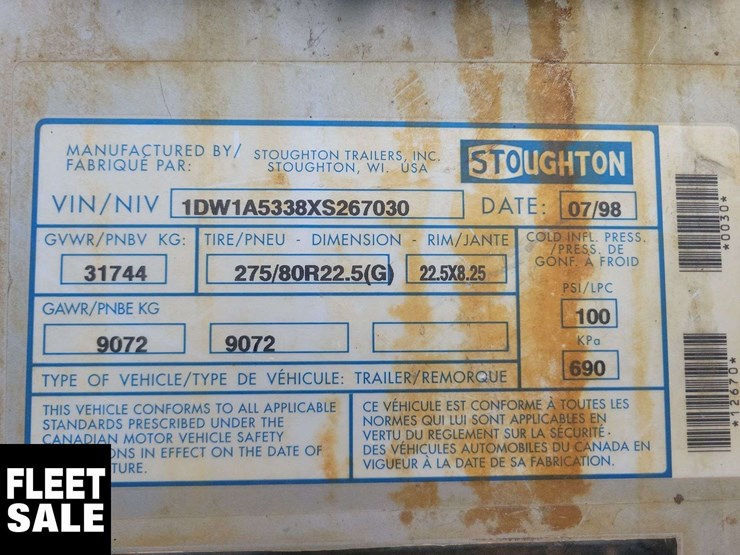 MANUFACTURED BY/ STOUGHTON TRAILERS, INC.
FABRIQUÉ PAR: STOUGHTON, WI. USA
STOUGHTON
VIN/NIV 1DW1A5338XS267030 DATE: 07/98
GVWR/PNBV KG: TIRE/PNEU - DIMENSION - RIM/JANTE
31744 275/80R22.5(G) 22.5X8.25
COLD INFL. PRESS.
/PRESS. DE
GONF. À FROID
PSI/LPC
100
KPa
690
GAWR/PNBE KG
9072 9072
TYPE OF VEHICLE/TYPE DE VÉHICULE: TRAILER/REMORQUE
THIS VEHICLE CONFORMS TO ALL APPLICABLE
STANDARDS PRESCRIBED UNDER THE
CANADIAN MOTOR VEHICLE SAFETY
ONS IN EFFECT ON THE DATE OF
TURE.
CE VÉHICULE EST CONFORME À TOUTES LES
NORMES QUI LUI SONT APPLICABLES EN
VERTU DU REGLEMENT SUR LA SÉCURITÉ
DES VÉHICULES AUTOMOBILES DU CANADA EN
VIGUEUR À LA DATE DE SA FABRICATION.
*0030*
*12670*
FLEET
SALE